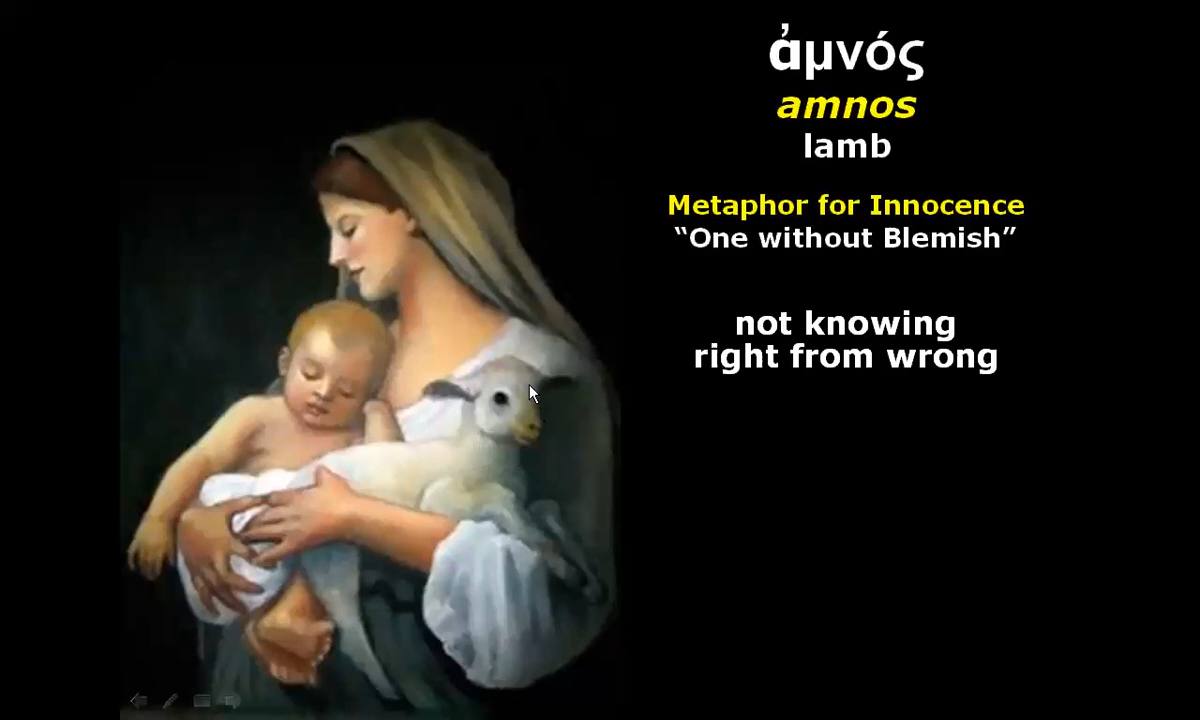 ἀμνός
amnos
lamb
Metaphor for Innocence
“One without Blemish”
not knowing
right from wrong